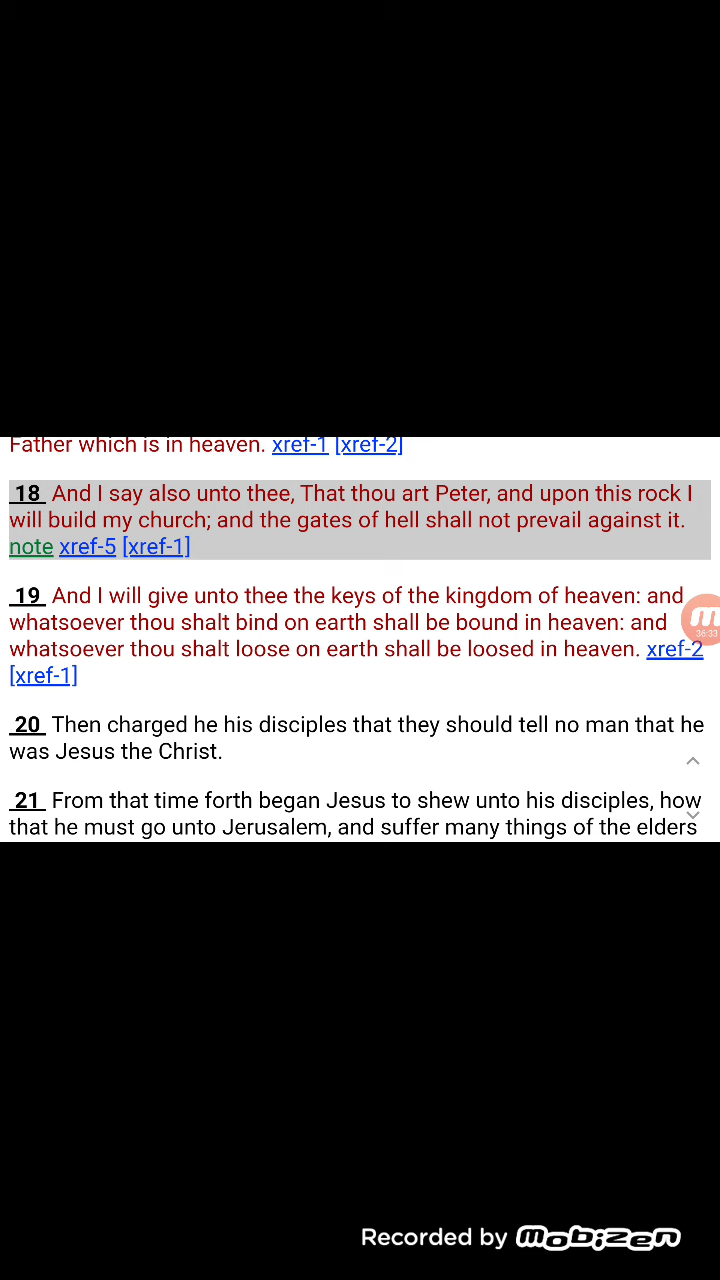 Father which is in heaven. xref-1 [xref-2]
18 And I say also unto thee, That thou art Peter, and upon this rock I
will build my church; and the gates of hell shall not prevail against it.
note xref-5 [xref-1]
19 And I will give unto thee the keys of the kingdom of heaven: and
whatsoever thou shalt bind on earth shall be bound in heaven: and
whatsoever thou shalt loose on earth shall be loosed in heaven. xref-2
[xref-1]
36:33
20 Then charged he his disciples that they should tell no man that he
was Jesus the Christ.
21 From that time forth began Jesus to shew unto his disciples, how
that he must go unto Jerusalem, and suffer many things of the elders
Recorded by mobizen